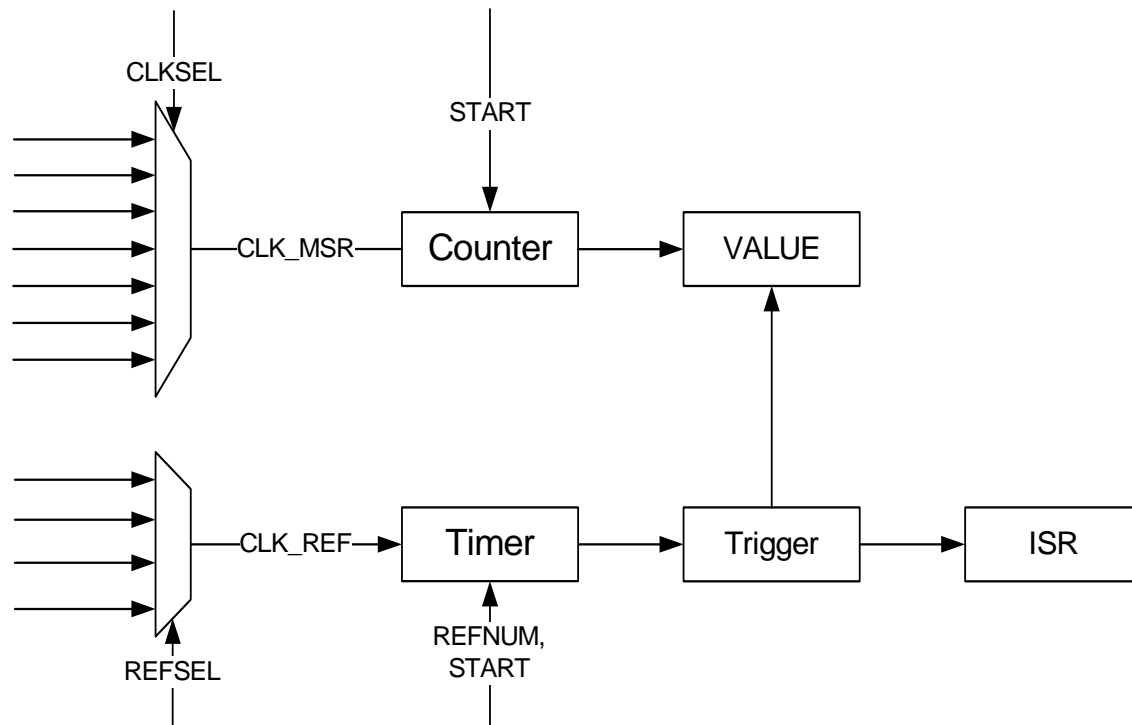 CLKSEL
START
CLK_MSR
Counter
VALUE
CLK_REF
Timer
Trigger
ISR
REFNUM,
START
REFSEL